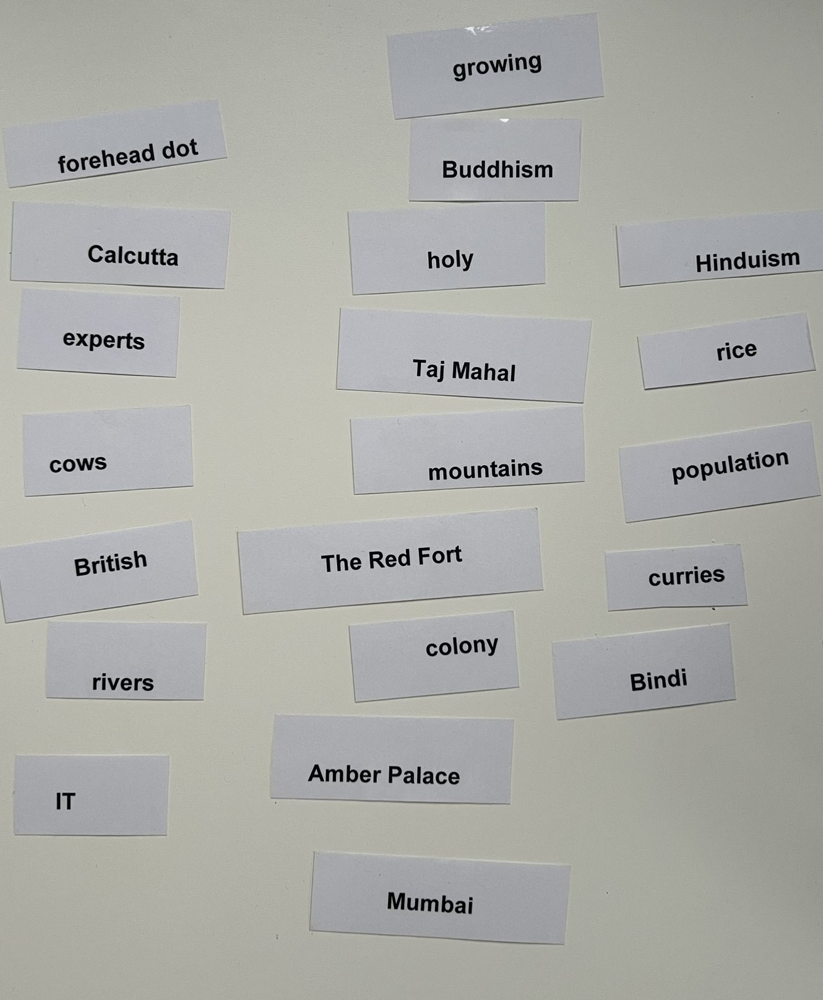 growing
forehead dot
Buddhism
Calcutta
holy
Hinduism
experts
Taj Mahal
rice
cows
mountains
population
British
The Red Fort
curries
rivers
colony
Bindi
IT
Amber Palace
Mumbai